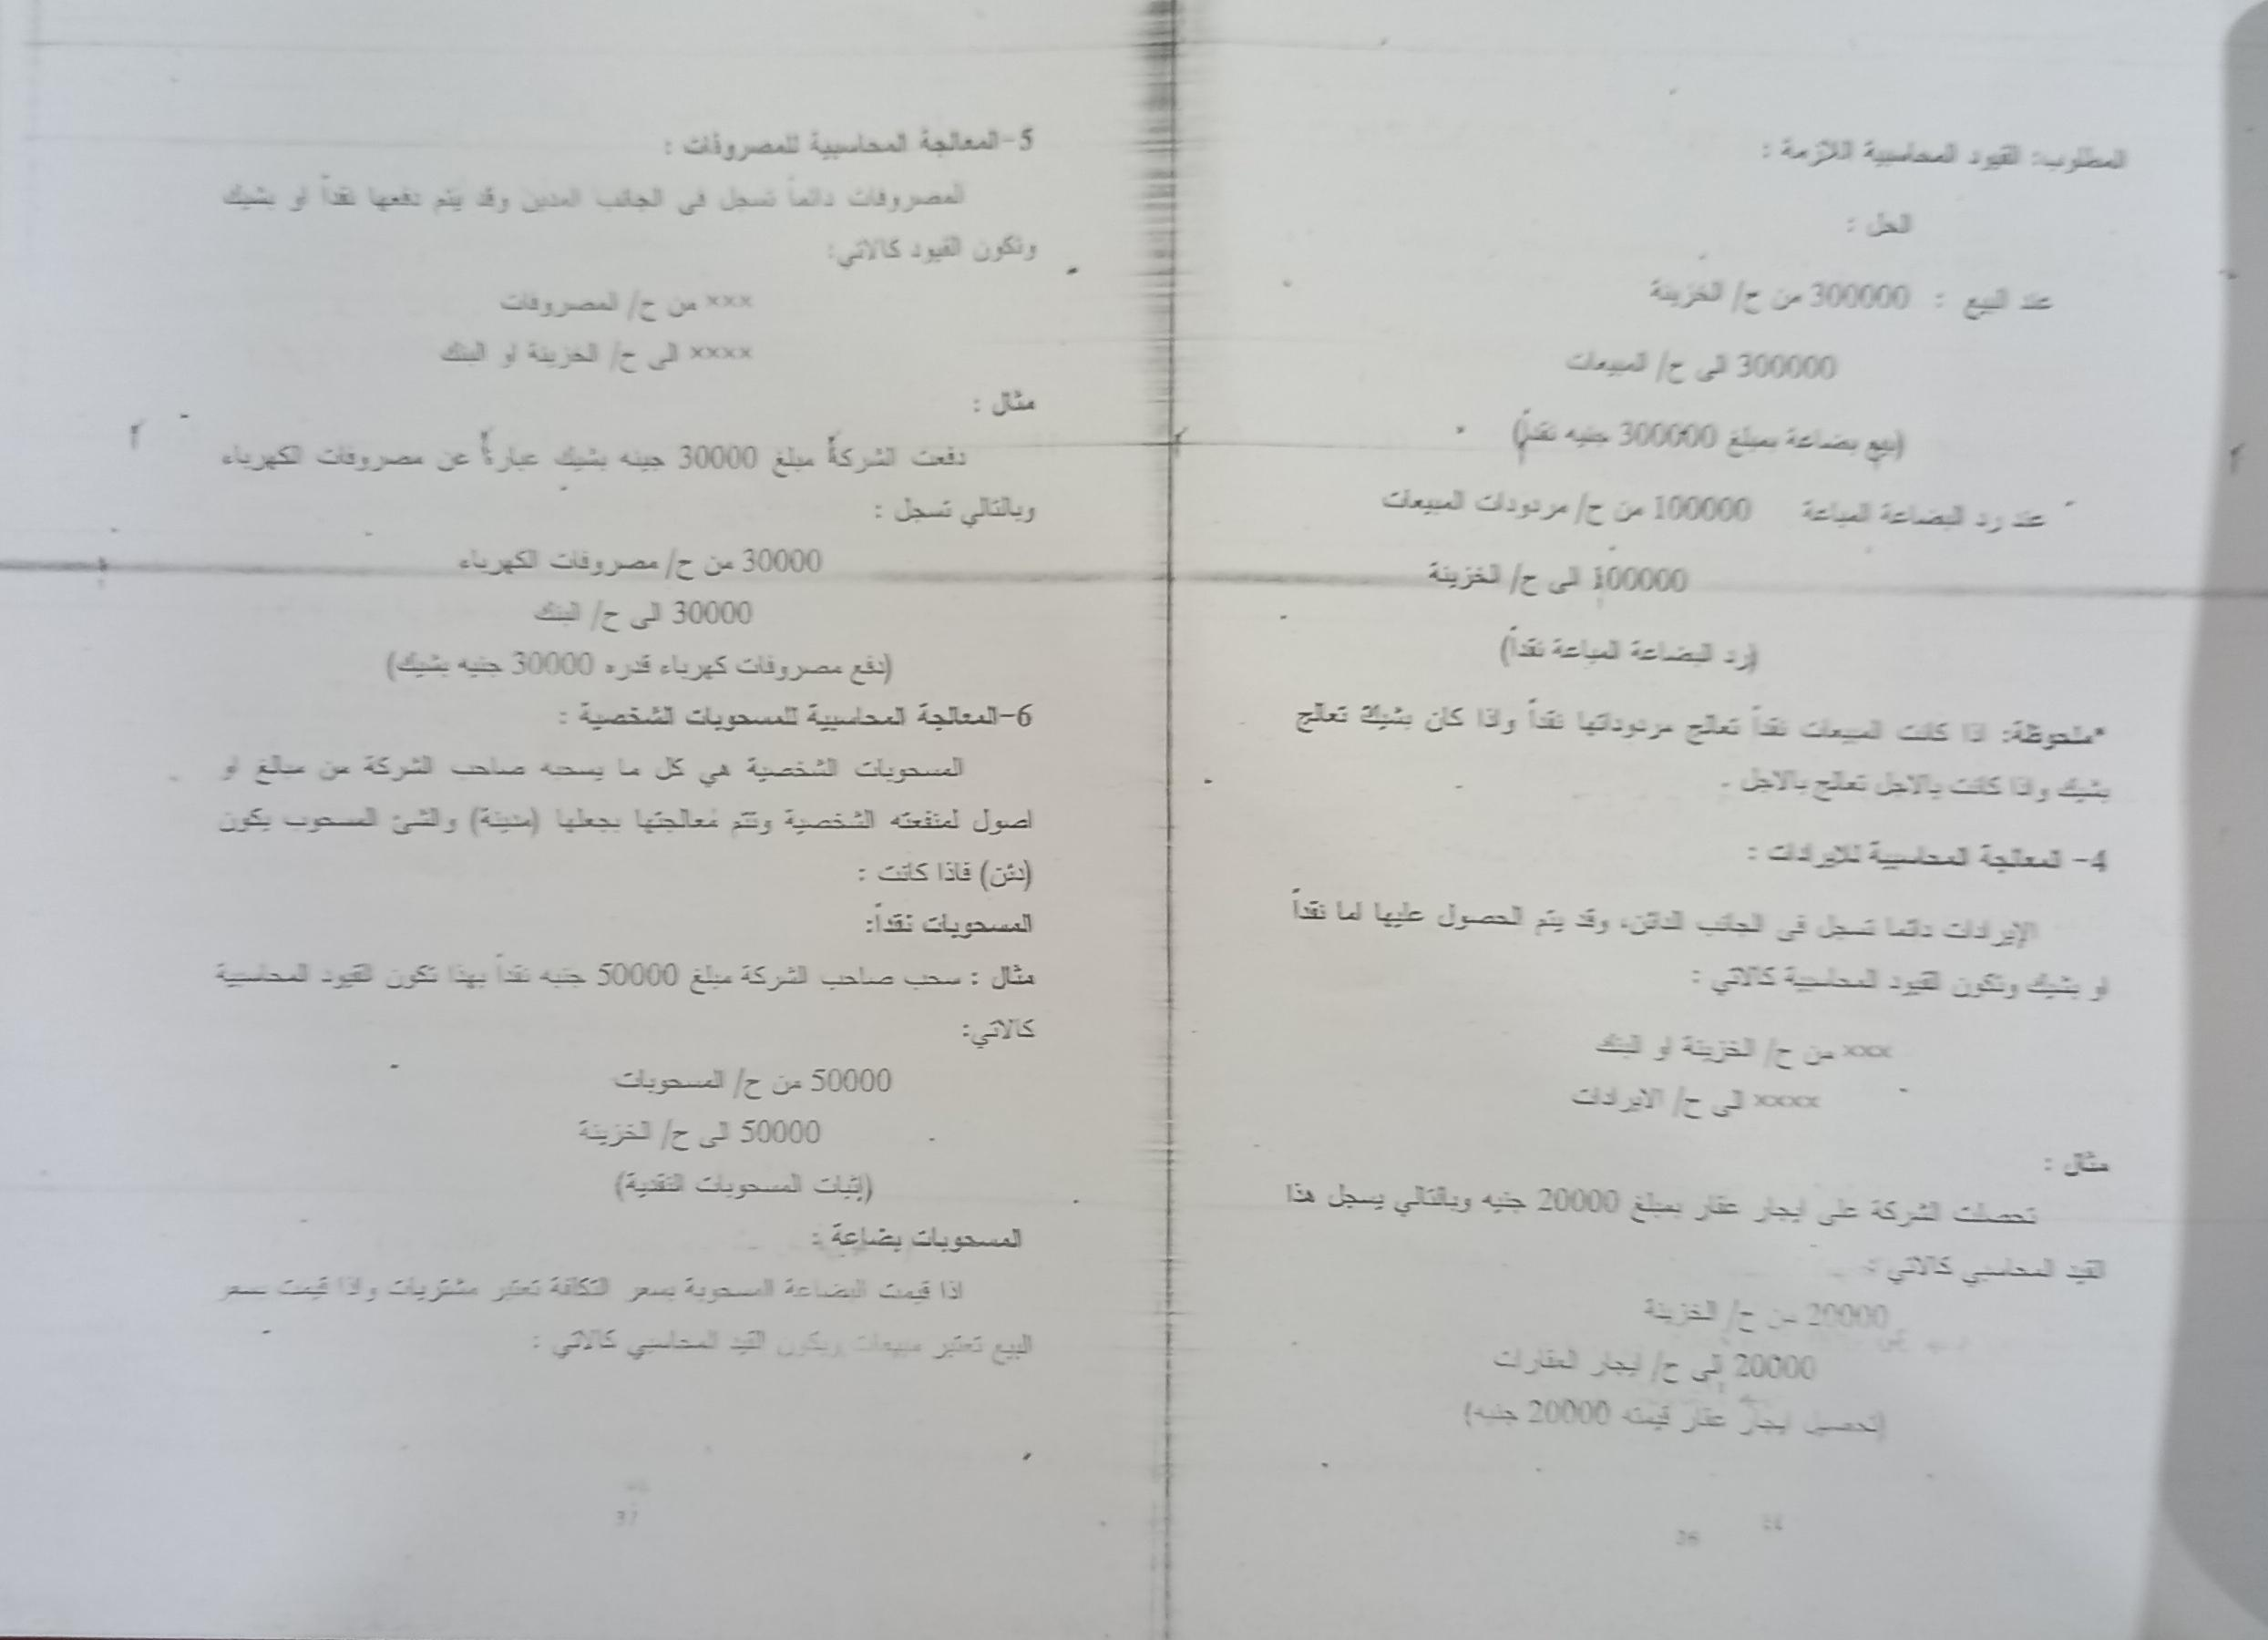 المطلوب: القيود المحاسبية اللازمة :
الحل :
عند البيع : 300000 من ح/ الخزينة
300000 الى ح/ المبيعات
(بيع بضاعة بمبلغ 300000 جنيه نقداً)
عند رد البضاعة المباعة 100000 من ح/ مردودات المبيعات
100000 الى ح/ الخزينة
(رد البضاعة المباعة نقداً)
*ملحوظة: اذا كانت المبيعات نقداً تعالج مردوداتها نقداً واذا كان بشيك تعالج
بشيك واذا كانت بالاجل تعالج بالاجل .
4- المعالجة المحاسبية للايرادات :
الإيرادات دائما تسجل فى الجانب الدائن، وقد يتم الحصول عليها اما نقداً
او بشيك وتكون القيود المحاسبية كالاتي :
xxx من ح/ الخزينة او البنك
xxxx الى ح/ الايرادات
مثال :
تحصلت الشركة على ايجار عقار بمبلغ 20000 جنيه وبالتالي يسجل هذا
القيد المحاسبي كالاتي :
20000 من ح/ الخزينة
20000 الى ح/ ايجار العقارات
(تحصيل ايجار عقار قيمته 20000 جنيه)
5-المعالجة المحاسبية للمصروفات :
المصروفات دائماً تسجل فى الجانب المدين وقد يتم دفعها نقداً او بشيك
وتكون القيود كالاتي:
xxx من ح/ المصروفات
xxxx الى ح/ الخزينة او البنك
مثال :
دفعت الشركة مبلغ 30000 جينه بشيك عبارة عن مصروفات الكهرباء
وبالتالي تسجل :
30000 من ح/ مصروفات الكهرباء
30000 الى ح/ البنك
(دفع مصروفات كهرباء قدره 30000 جنيه بشيك)
6-المعالجة المحاسبية للمسحوبات الشخصية :
المسحوبات الشخصية هي كل ما يسحبه صاحب الشركة من مبالغ او
اصول لمنفعته الشخصية وتتم معالجتها بجعلها (مدينة) والشئ المسحوب يكون
(دئن) فاذا كانت :
المسحوبات نقداً:
مثال : سحب صاحب الشركة مبلغ 50000 جنيه نقداً بهذا تكون القيود المحاسبية
كالاتي:
50000 من ح/ المسحوبات
50000 الى ح/ الخزينة
(إثبات المسحوبات النقدية)
المسحوبات بضاعة :
اذا قيمت البضاعة المسحوبة بسعر التكلفة تعتبر مشتريات واذا قيمت بسعر
البيع تعتبر مبيعات ويكون القيد المحاسبي كالاتي :
37